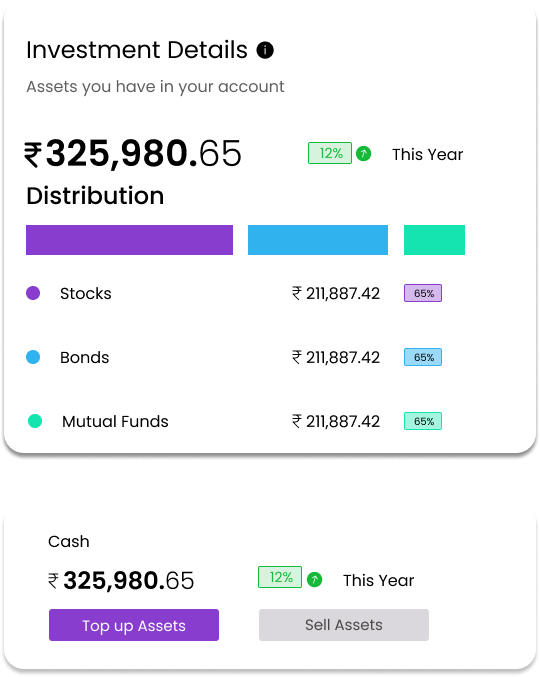 Investment Details
Assets you have in your account
₹325,980.65 12% This Year
Distribution
Stocks ₹ 211,887.42 65%
Bonds ₹ 211,887.42 65%
Mutual Funds ₹ 211,887.42 65%
Cash
₹ 325,980.65 12% This Year
Top up Assets Sell Assets